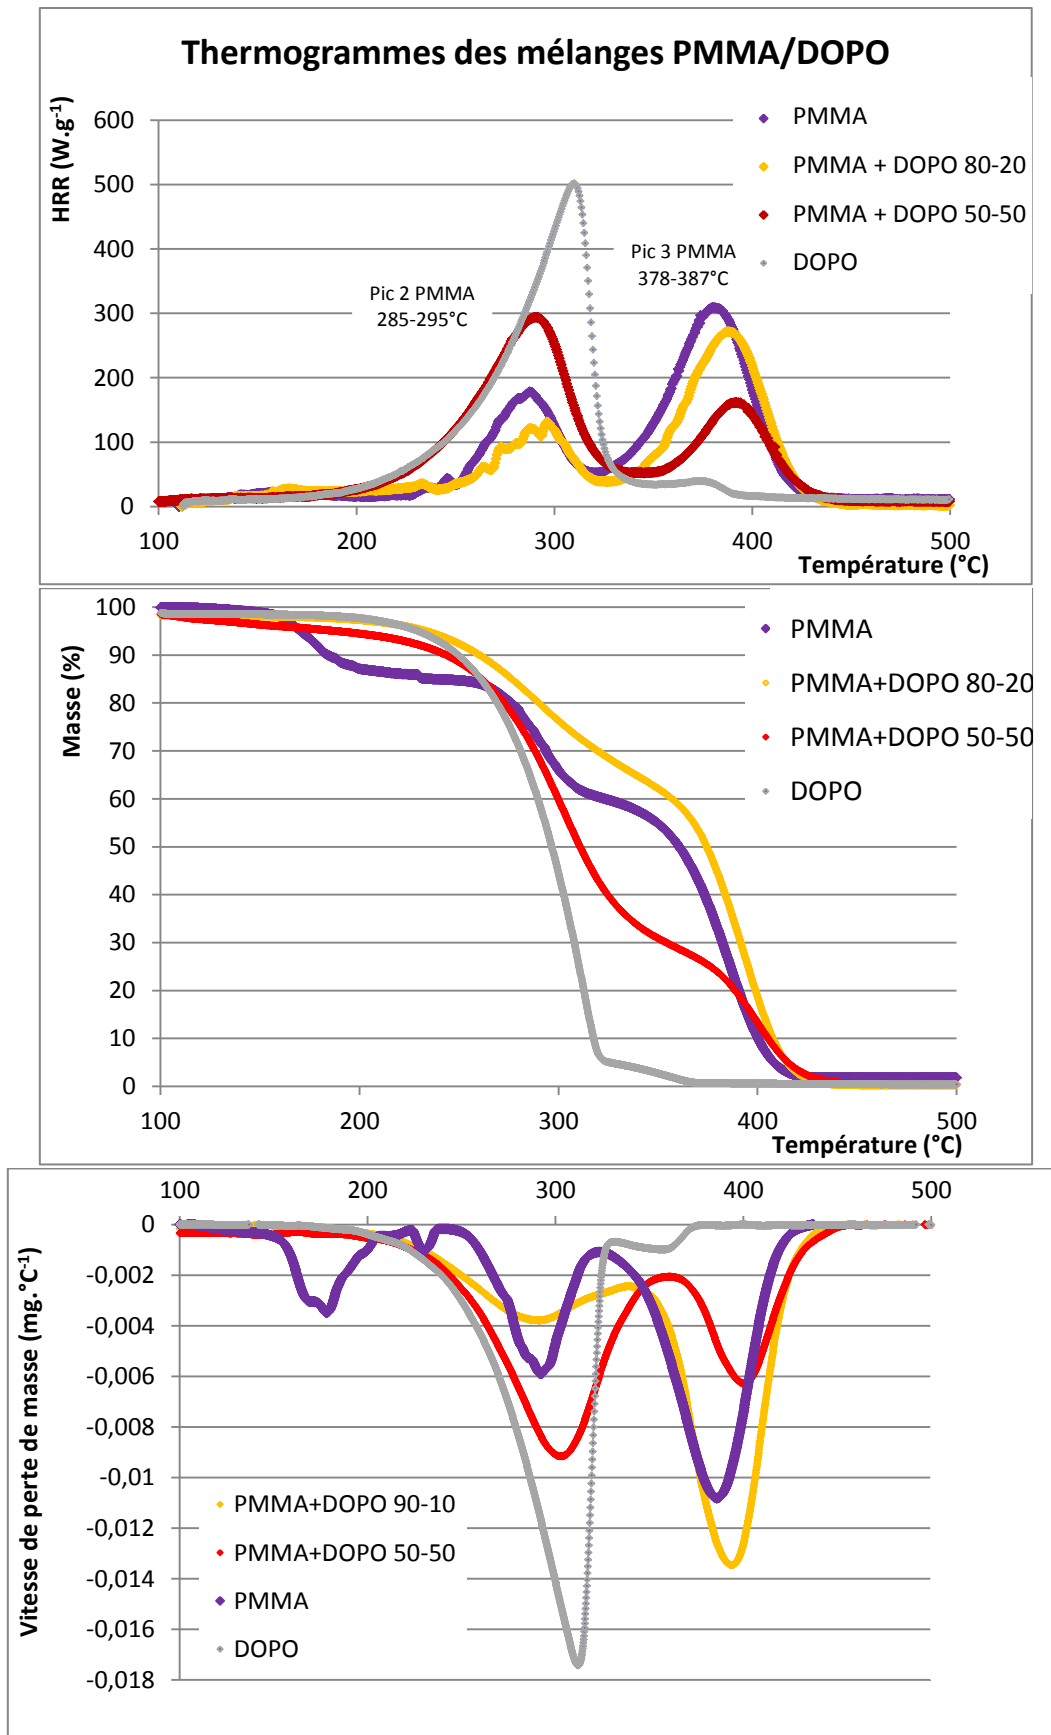 Thermogrammes des mélanges PMMA/DOPO
HRR (W.g⁻¹)
600
500
400
300
200
100
0
100
200
300
400
500
Température (°C)
Pic 2 PMMA
285-295°C
Pic 3 PMMA
378-387°C
PMMA
PMMA + DOPO 80-20
PMMA + DOPO 50-50
DOPO
Masse (%)
100
90
80
70
60
50
40
30
20
10
0
100
200
300
400
500
Température (°C)
PMMA
PMMA+DOPO 80-20
PMMA+DOPO 50-50
DOPO
100
200
300
400
500
Vitesse de perte de masse (mg.°C⁻¹)
0
-0,002
-0,004
-0,006
-0,008
-0,01
-0,012
-0,014
-0,016
-0,018
PMMA+DOPO 90-10
PMMA+DOPO 50-50
PMMA
DOPO